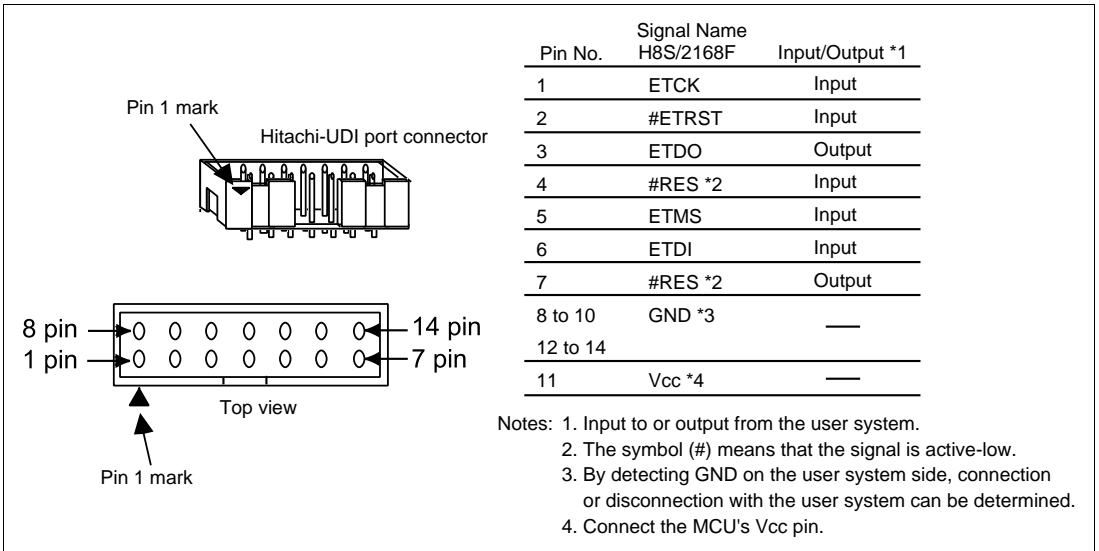 Pin 1 mark
Hitachi-UDI port connector
8 pin
14 pin
1 pin
7 pin
Top view
Pin 1 mark
Signal Name
Pin No. H8S/2168F Input/Output *1
1 ETCK Input
2 #ETRST Input
3 ETDO Output
4 #RES *2 Input
5 ETMS Input
6 ETDI Input
7 #RES *2 Output
8 to 10 GND *3 —
12 to 14
11 Vcc *4 —
Notes: 1. Input to or output from the user system.
2. The symbol (#) means that the signal is active-low.
3. By detecting GND on the user system side, connection
or disconnection with the user system can be determined.
4. Connect the MCU's Vcc pin.